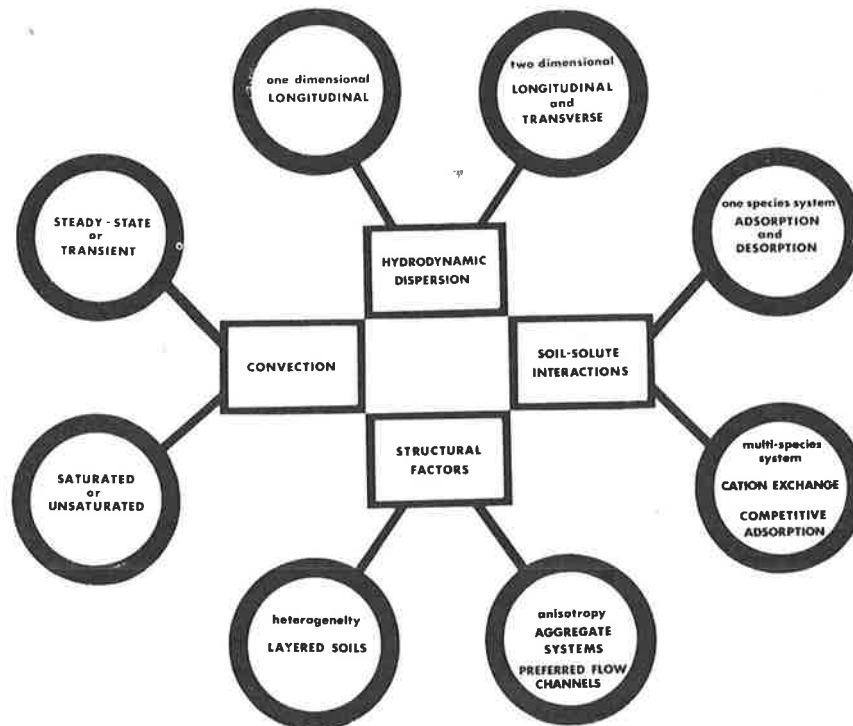 one dimensional
LONGITUDINAL
two dimensional
LONGITUDINAL
and
TRANSVERSE
STEADY-STATE
or
TRANSIENT
one species system
ADSORPTION
and
DESORPTION
HYDRODYNAMIC
DISPERSION
CONVECTION
SOIL-SOLUTE
INTERACTIONS
STRUCTURAL
FACTORS
SATURATED
or
UNSATURATED
multi-species
system
CATION EXCHANGE
COMPETITIVE
ADSORPTION
heterogenelty
LAYERED SOILS
anisotropy
AGGREGATE
SYSTEMS
PREFERRED FLOW
CHANNELS